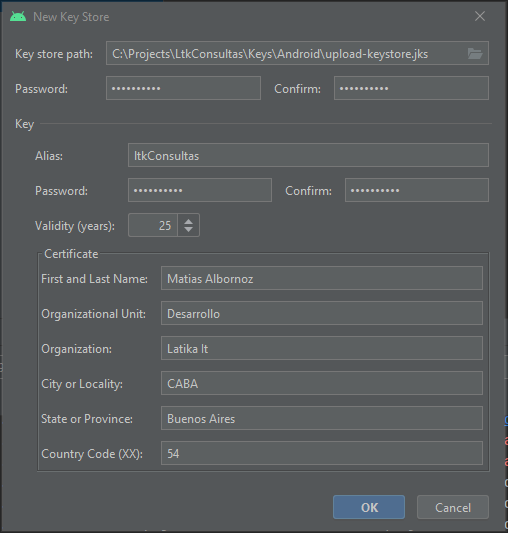 New Key Store
Key store path: C:\Projects\LtkConsultas\Keys\Android\upload-keystore.jks
Password: •••••••••• Confirm: ••••••••••
Key
Alias: ltkConsultas
Password: •••••••••• Confirm: ••••••••••
Validity (years): 25
Certificate
First and Last Name: Matias Albornoz
Organizational Unit: Desarrollo
Organization: Latika It
City or Locality: CABA
State or Province: Buenos Aires
Country Code (XX): 54
OK Cancel